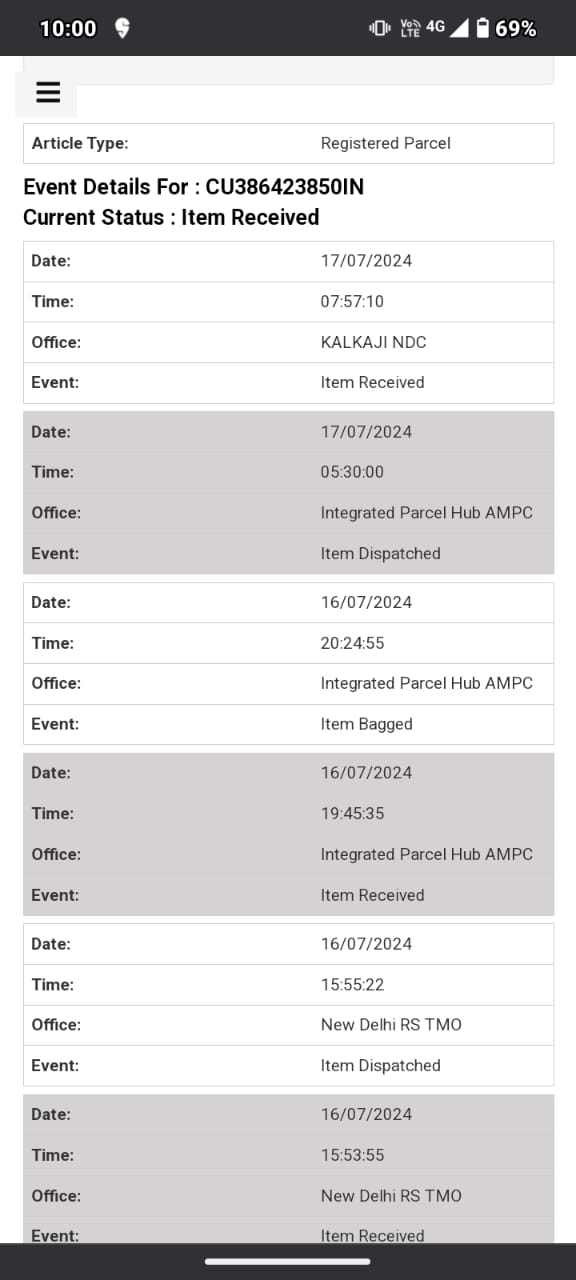 10:00 Vo)) LTE 4G 69%
Article Type: Registered Parcel
Event Details For : CU386423850IN
Current Status : Item Received
Date: 17/07/2024
Time: 07:57:10
Office: KALKAJI NDC
Event: Item Received
Date: 17/07/2024
Time: 05:30:00
Office: Integrated Parcel Hub AMPC
Event: Item Dispatched
Date: 16/07/2024
Time: 20:24:55
Office: Integrated Parcel Hub AMPC
Event: Item Bagged
Date: 16/07/2024
Time: 19:45:35
Office: Integrated Parcel Hub AMPC
Event: Item Received
Date: 16/07/2024
Time: 15:55:22
Office: New Delhi RS TMO
Event: Item Dispatched
Date: 16/07/2024
Time: 15:53:55
Office: New Delhi RS TMO
Event: Item Received